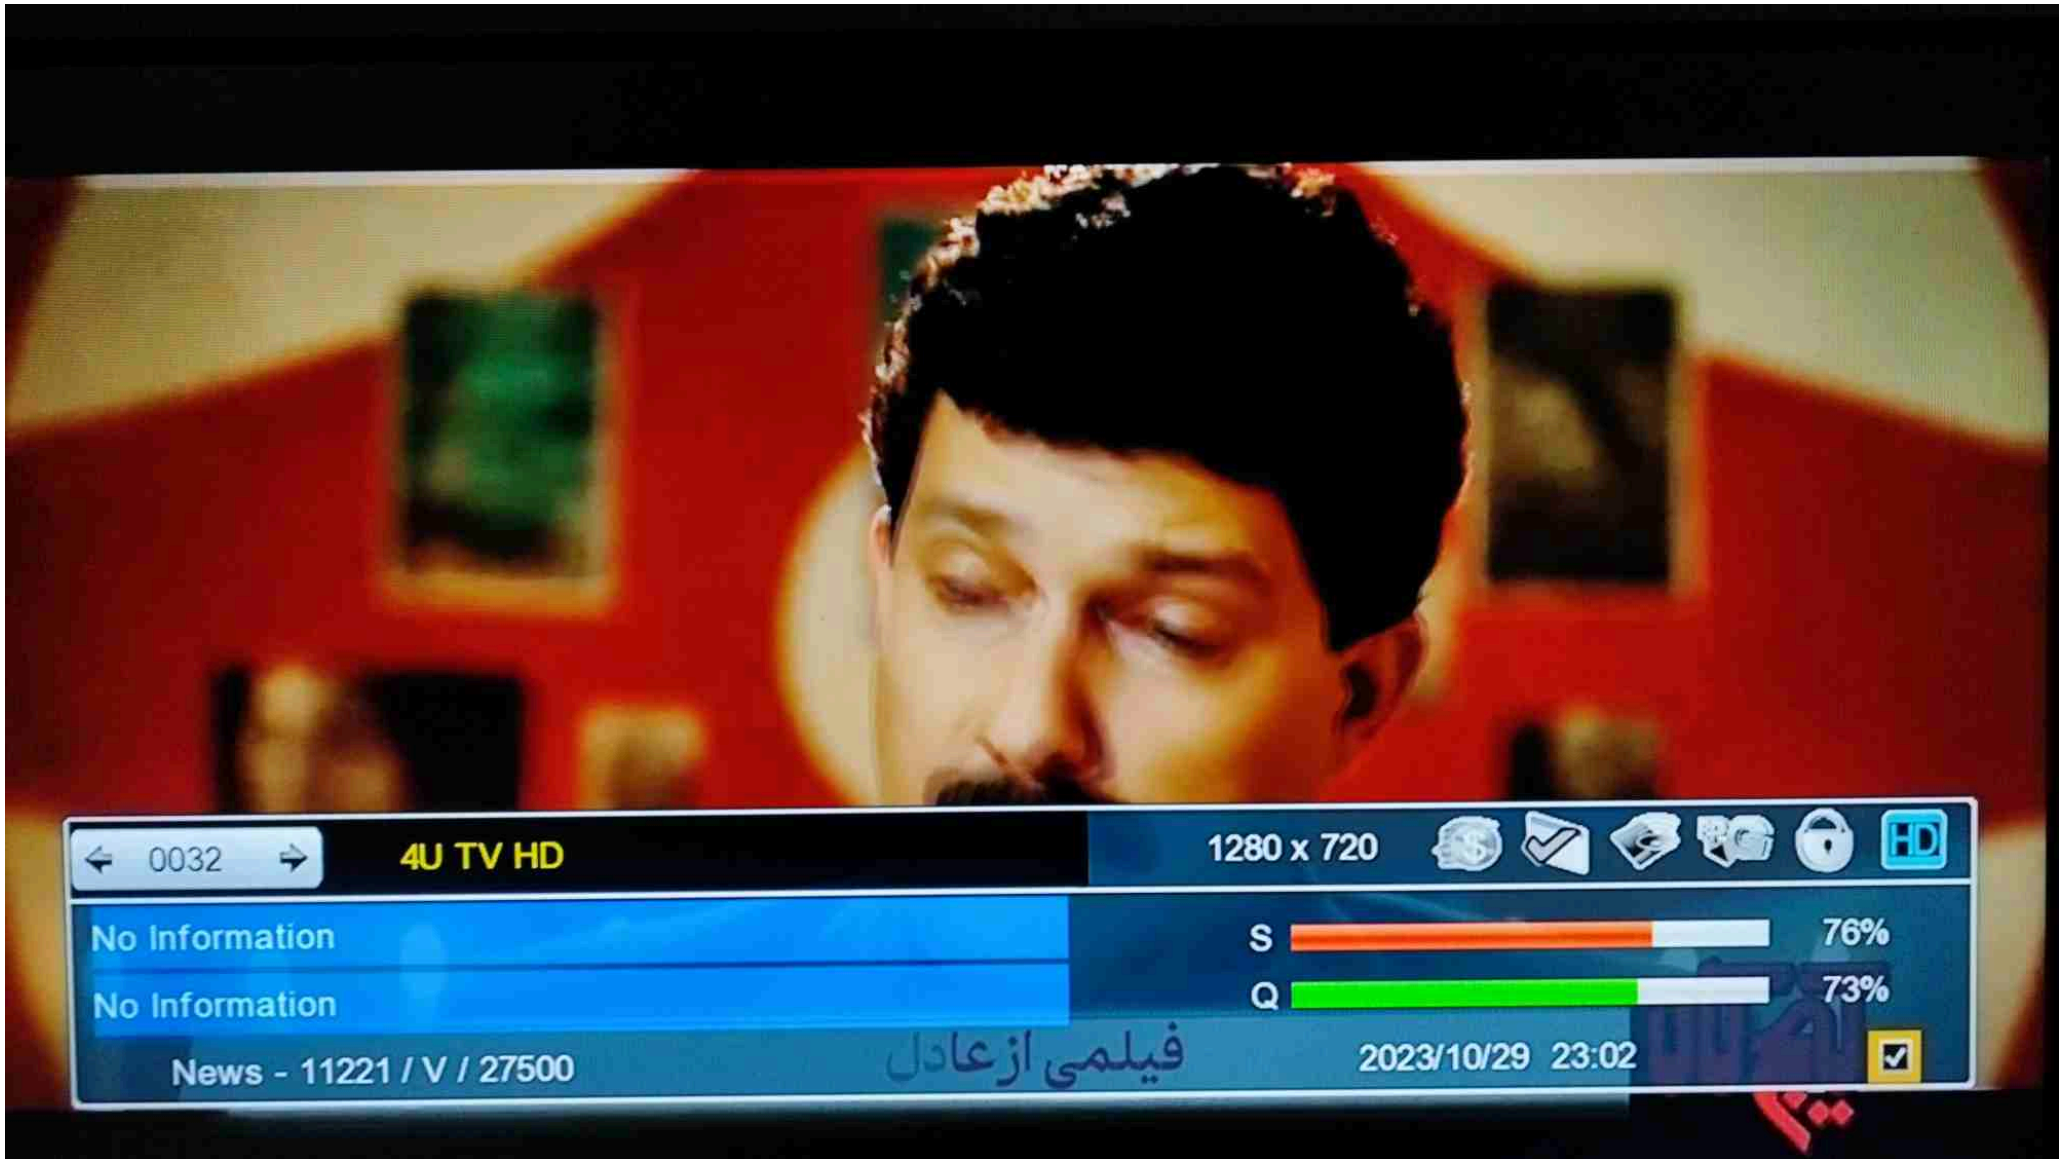 0032
4U TV HD
1280 x 720
HD
No Information
S 76%
No Information
Q 73%
News - 11221 / V / 27500
فیلمی از عادل
2023/10/29 23:02